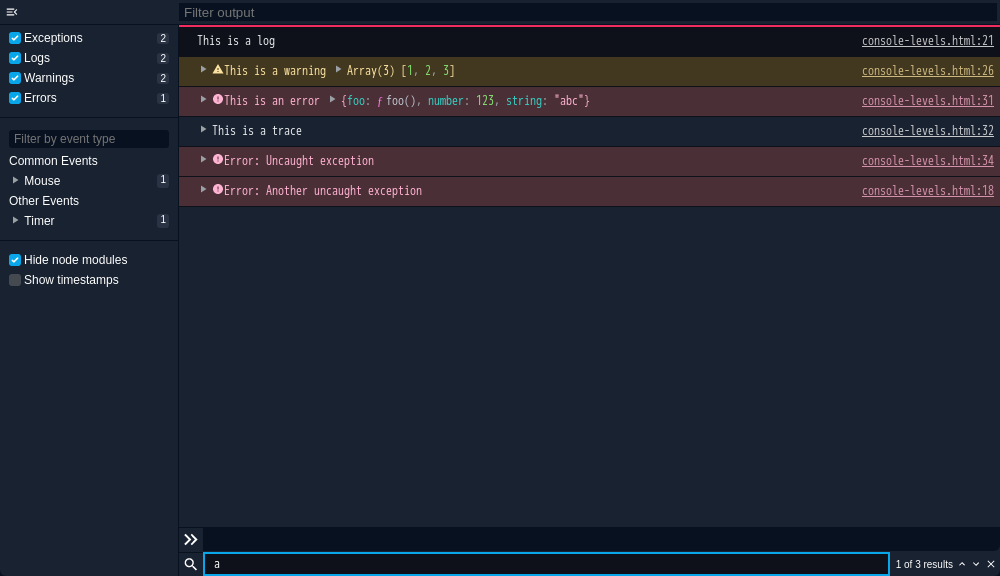 Filter output
Exceptions 2
Logs 2
Warnings 2
Errors 1
Filter by event type
Common Events
Mouse 1
Other Events
Timer 1
Hide node modules
Show timestamps
This is a log console-levels.html:21
This is a warning Array(3) [1, 2, 3] console-levels.html:26
This is an error {foo: ƒ foo(), number: 123, string: "abc"} console-levels.html:31
This is a trace console-levels.html:32
Error: Uncaught exception console-levels.html:34
Error: Another uncaught exception console-levels.html:18
a 1 of 3 results